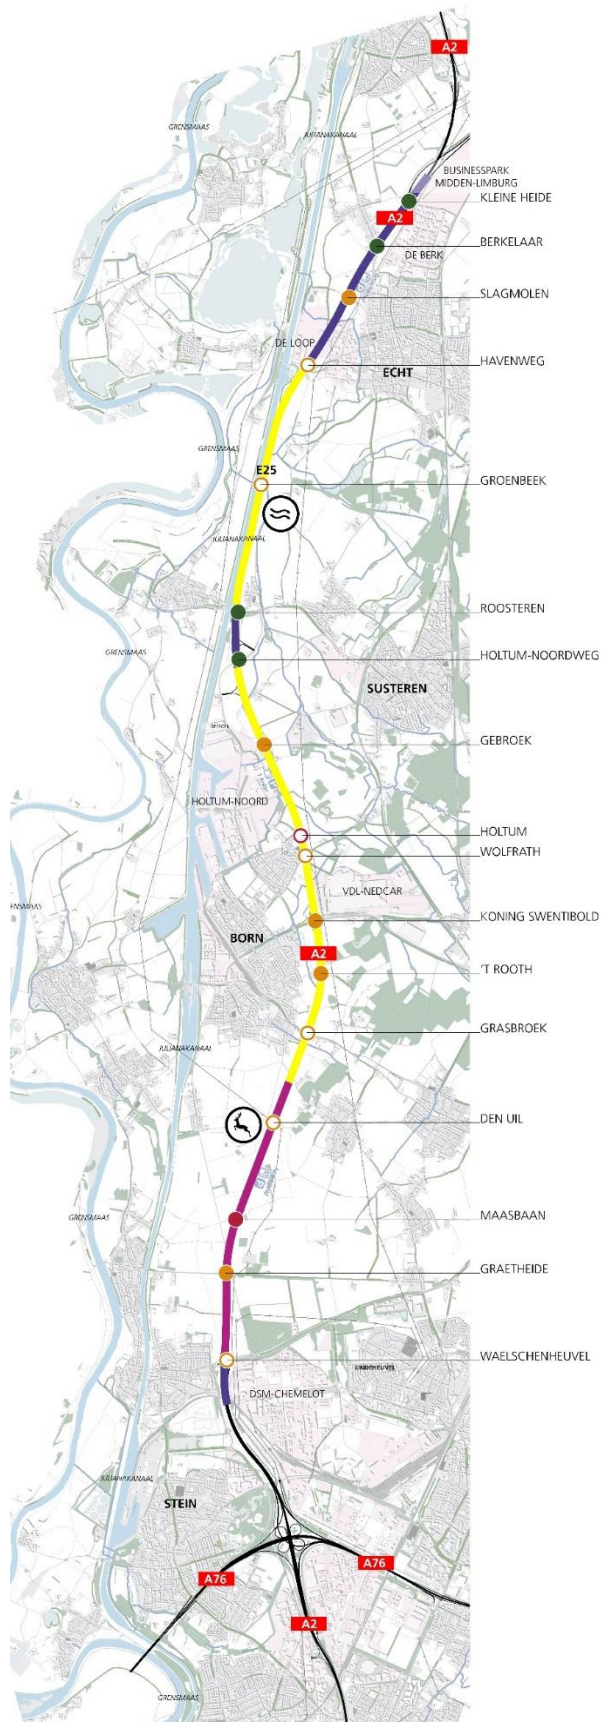 A2
GRENSMAAS
JULIANAKANAAL
BUSINESSPARK
MIDDEN-LIMBURG
KLEINE HEIDE
A2
BERKELAAR
DE BERK
SLAGMOLEN
DE LOOP
HAVENWEG
ECHT
GRENSMAAS
E25
GROENBEEK
JULIANAKANAAL
ROOSTEREN
GRENSMAAS
HOLTUM-NOORDWEG
SUSTEREN
GEBROEK
HOLTUM-NOORD
HOLTUM
WOLFRATH
VDL-NEDCAR
KONING SWENTIBOLD
BORN
A2
'T ROOTH
GRASBROEK
JULIANAKANAAL
DEN UIL
GRENSMAAS
MAASBAAN
GRAETHEIDE
WAELSCHENHEUVEL
LINDENHEUVEL
DSM-CHEMELOT
JULIANAKANAAL
STEIN
A76
A76
A2
GRENSMAAS